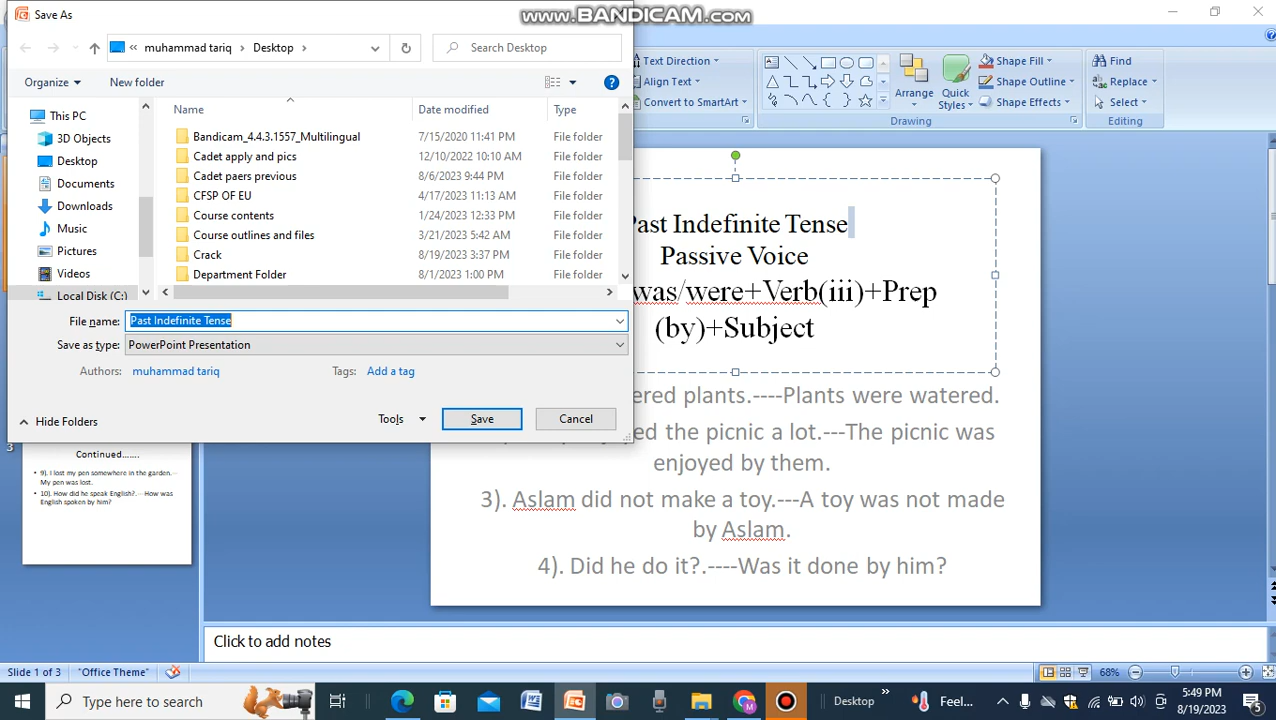 www.BANDICAM.com
Save As
muhammad tariq > Desktop >
Search Desktop
Organize
New folder
Name
Date modified
Type
This PC
3D Objects
Desktop
Documents
Downloads
Music
Pictures
Videos
Local Disk (C:)
Bandicam_4.4.3.1557_Multilingual 7/15/2020 11:41 PM File folder
Cadet apply and pics 12/10/2022 10:10 AM File folder
Cadet paers previous 8/6/2023 9:44 PM File folder
CFSP OF EU 4/17/2023 11:13 AM File folder
Course contents 1/24/2023 12:33 PM File folder
Course outlines and files 3/21/2023 5:42 AM File folder
Crack 8/19/2023 3:37 PM File folder
Department Folder 8/1/2023 1:00 PM File folder
File name: Past Indefinite Tense
Save as type: PowerPoint Presentation
Authors: muhammad tariq Tags: Add a tag
Hide Folders
Tools
Save
Cancel
Text Direction
Align Text
Convert to SmartArt
Arrange
Quick Styles
Shape Fill
Shape Outline
Shape Effects
Drawing
Find
Replace
Select
Editing
Past Indefinite Tense
Passive Voice
was/were+Verb(iii)+Prep
(by)+Subject
ered plants.----Plants were watered.
ed the picnic a lot.---The picnic was
enjoyed by them.
3). Aslam did not make a toy.---A toy was not made
by Aslam.
4). Did he do it?.----Was it done by him?
3
Continued.......
9). I lost my pen somewhere in the garden.--
My pen was lost.
10). How did he speak English?.-- How was
English spoken by him?
Click to add notes
Slide 1 of 3
"Office Theme"
68%
Type here to search
Desktop
Feel...
5:49 PM
8/19/2023
5